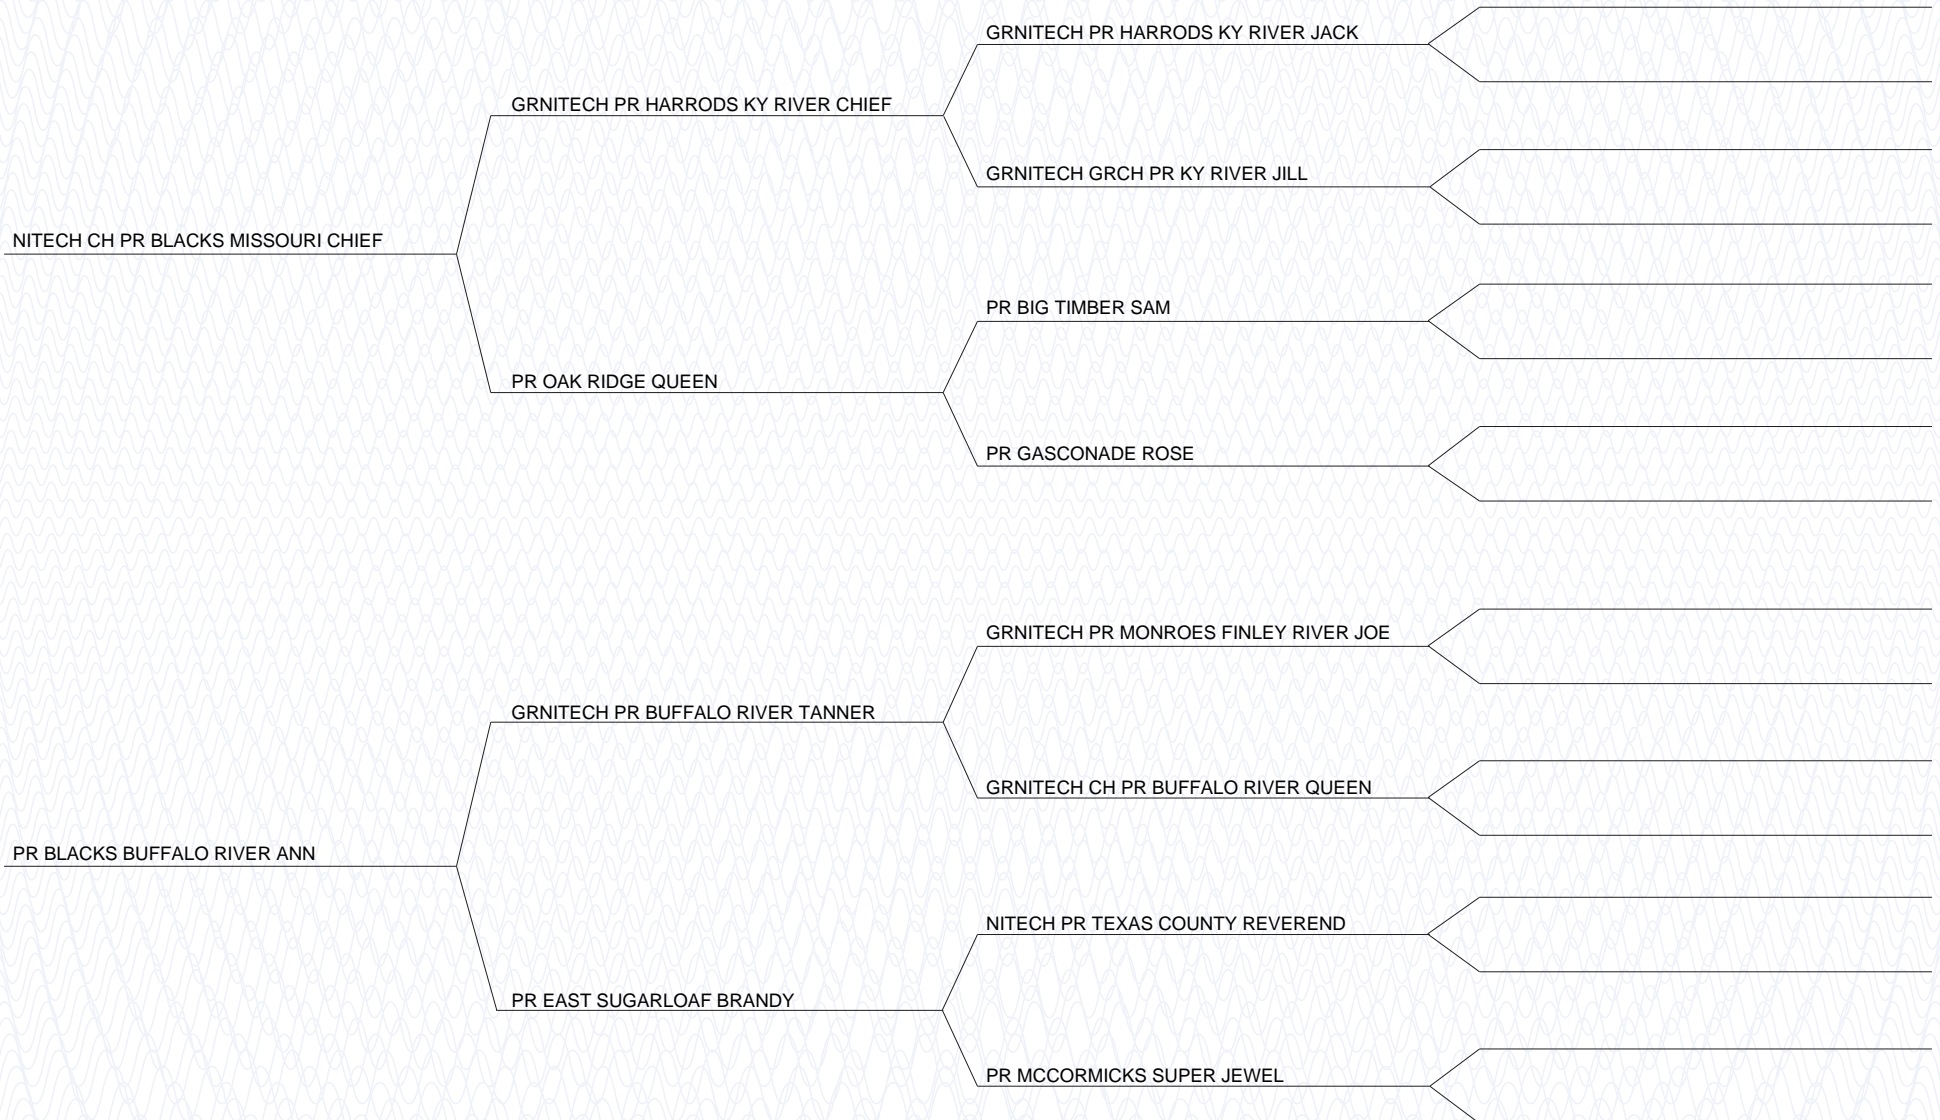 GRNITECH PR HARRODS KY RIVER JACK
GRNITECH PR HARRODS KY RIVER CHIEF
GRNITECH GRCH PR KY RIVER JILL
NITECH CH PR BLACKS MISSOURI CHIEF
PR BIG TIMBER SAM
PR OAK RIDGE QUEEN
PR GASCONADE ROSE
GRNITECH PR MONROES FINLEY RIVER JOE
GRNITECH PR BUFFALO RIVER TANNER
GRNITECH CH PR BUFFALO RIVER QUEEN
PR BLACKS BUFFALO RIVER ANN
NITECH PR TEXAS COUNTY REVEREND
PR EAST SUGARLOAF BRANDY
PR MCCORMICKS SUPER JEWEL